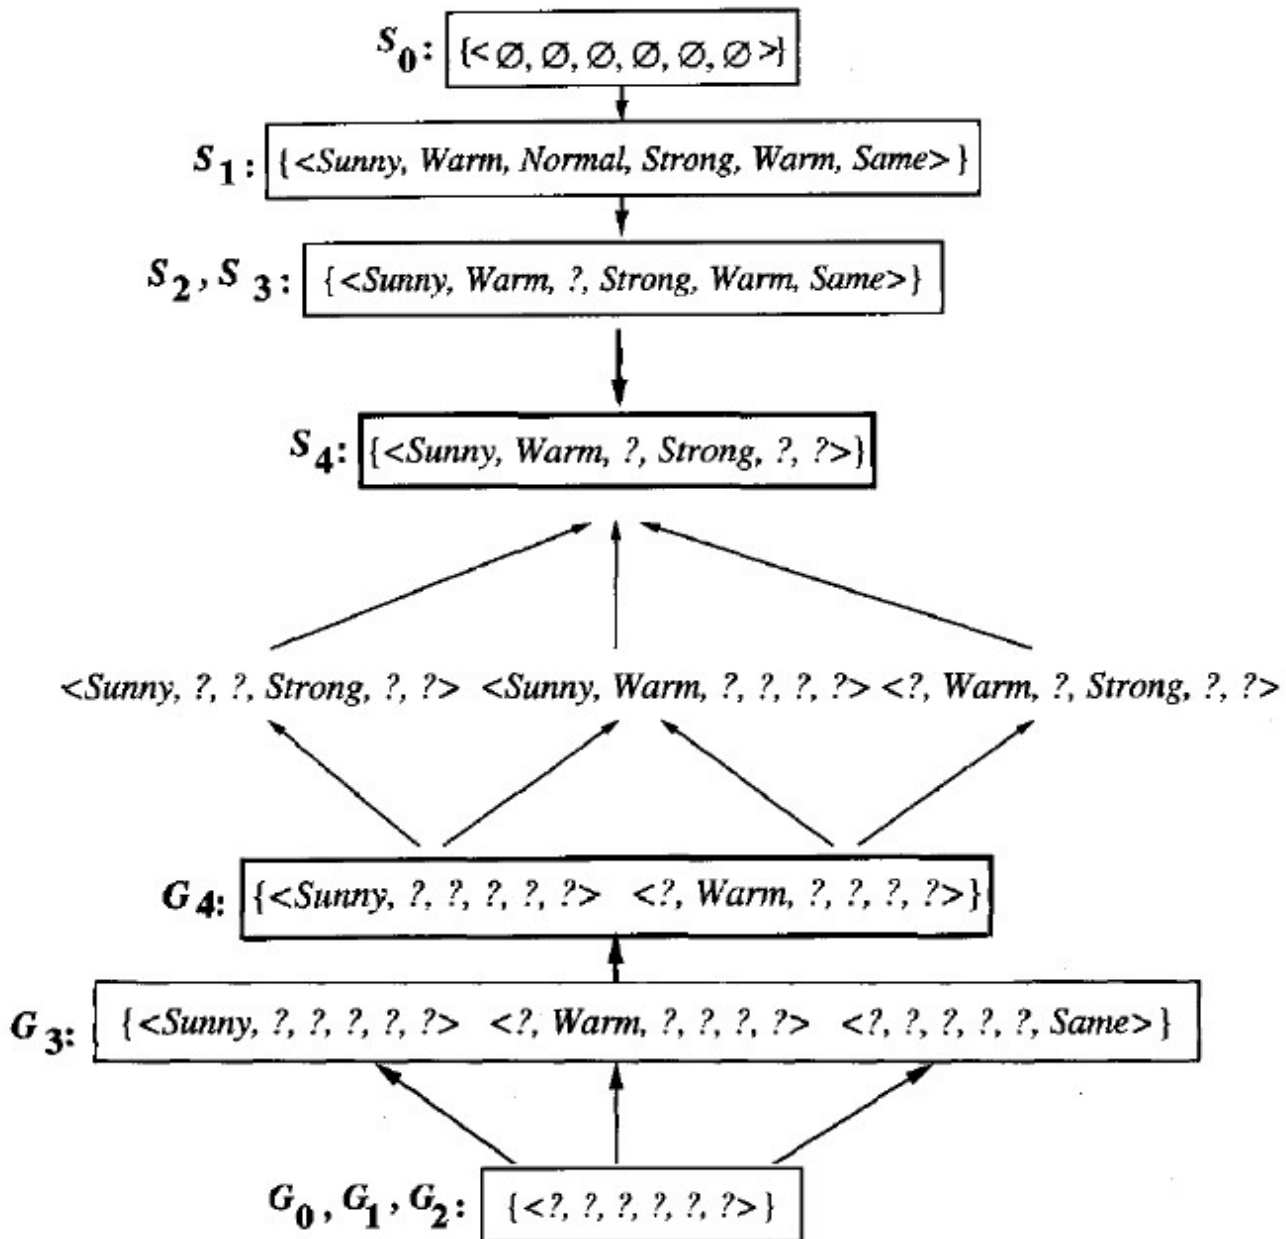 S₀: {<∅, ∅, ∅, ∅, ∅, ∅>}
S₁: {<Sunny, Warm, Normal, Strong, Warm, Same>}
S₂, S₃: {<Sunny, Warm, ?, Strong, Warm, Same>}
S₄: {<Sunny, Warm, ?, Strong, ?, ?>}
<Sunny, ?, ?, Strong, ?, ?> <Sunny, Warm, ?, ?, ?, ?> <?, Warm, ?, Strong, ?, ?>
G₄: {<Sunny, ?, ?, ?, ?, ?> <?, Warm, ?, ?, ?, ?>}
G₃: {<Sunny, ?, ?, ?, ?, ?> <?, Warm, ?, ?, ?, ?> <?, ?, ?, ?, ?, Same>}
G₀, G₁, G₂: {<?, ?, ?, ?, ?, ?>}